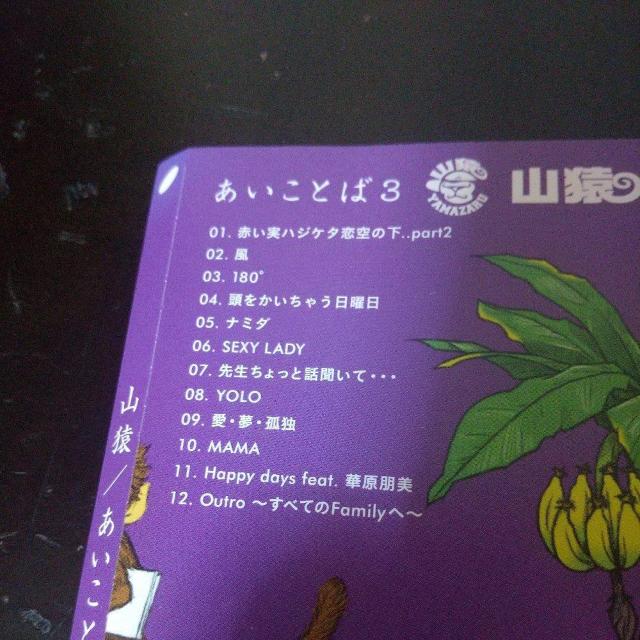 あいことば3
YAMAZARU
山猿
01. 赤い実ハジケタ恋空の下..part2
02. 風
03. 180°
04. 頭をかいちゃう日曜日
05. ナミダ
06. SEXY LADY
07. 先生ちょっと話聞いて・・・
08. YOLO
09. 愛・夢・孤独
10. MAMA
11. Happy days feat. 華原朋美
12. Outro 〜すべてのFamilyへ〜
山猿／あいこと